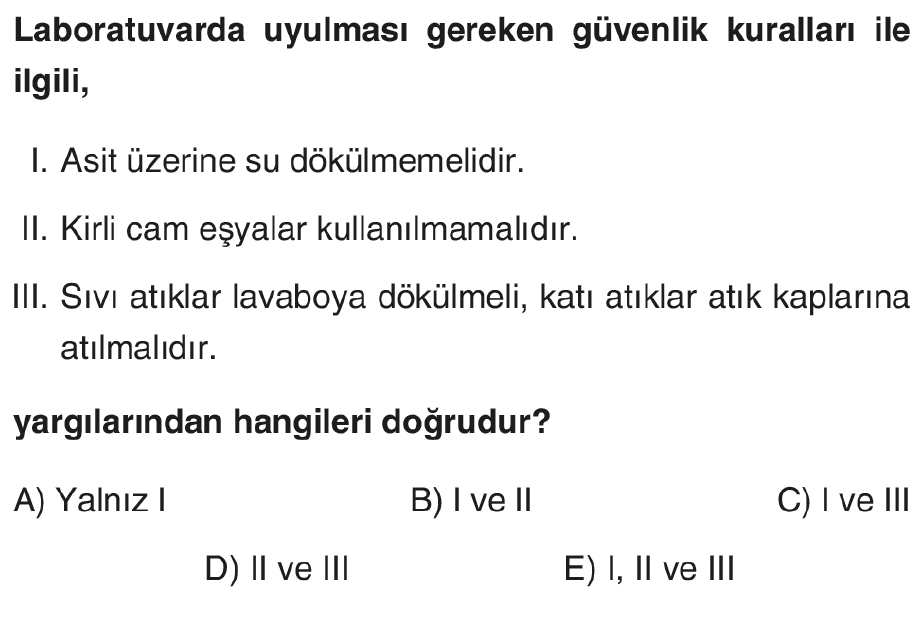 Laboratuvarda uyulması gereken güvenlik kuralları ile
ilgili,
I. Asit üzerine su dökülmemelidir.
II. Kirli cam eşyalar kullanılmamalıdır.
III. Sıvı atıklar lavaboya dökülmeli, katı atıklar atık kaplarına
atılmalıdır.
yargılarından hangileri doğrudur?
A) Yalnız I B) I ve II C) I ve III
D) II ve III E) I, II ve III